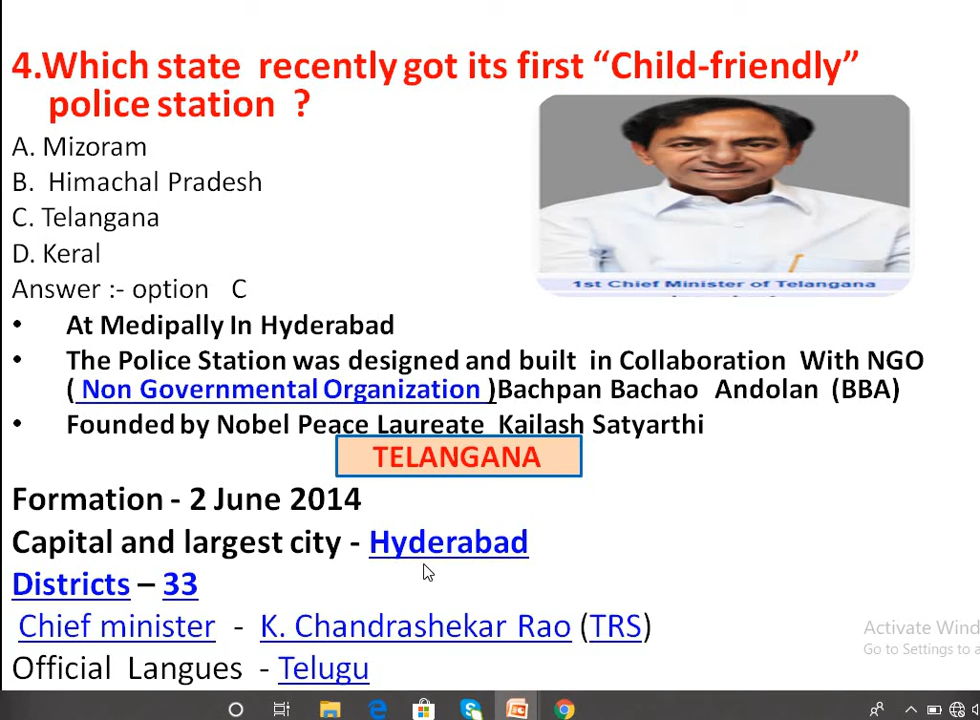 4.Which state recently got its first “Child-friendly”
police station ?
A. Mizoram
B. Himachal Pradesh
C. Telangana
D. Keral
Answer :- option C
1st Chief Minister of Telangana
• At Medipally In Hyderabad
• The Police Station was designed and built in Collaboration With NGO
( Non Governmental Organization )Bachpan Bachao Andolan (BBA)
• Founded by Nobel Peace Laureate Kailash Satyarthi
TELANGANA
Formation - 2 June 2014
Capital and largest city - Hyderabad
Districts – 33
Chief minister - K. Chandrashekar Rao (TRS)
Official Langues - Telugu
Activate Wind
Go to Settings to a